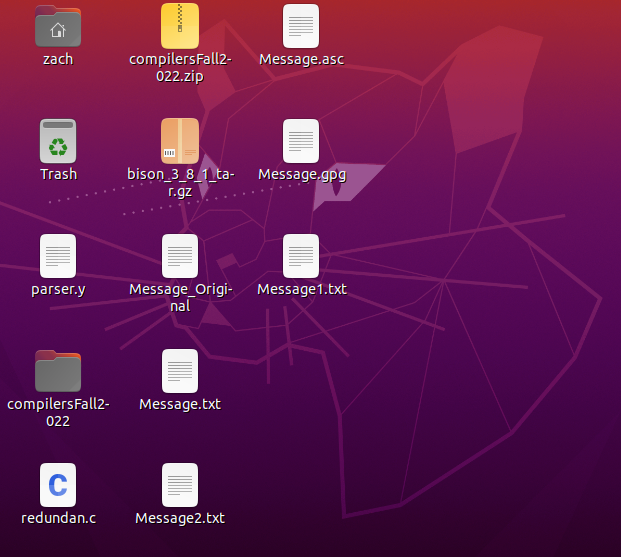 zach
compilersFall2-
022.zip
Message.asc
Trash
bison_3_8_1_ta-
r.gz
Message.gpg
parser.y
Message_Origi-
nal
Message1.txt
compilersFall2-
022
Message.txt
C
redundan.c
Message2.txt